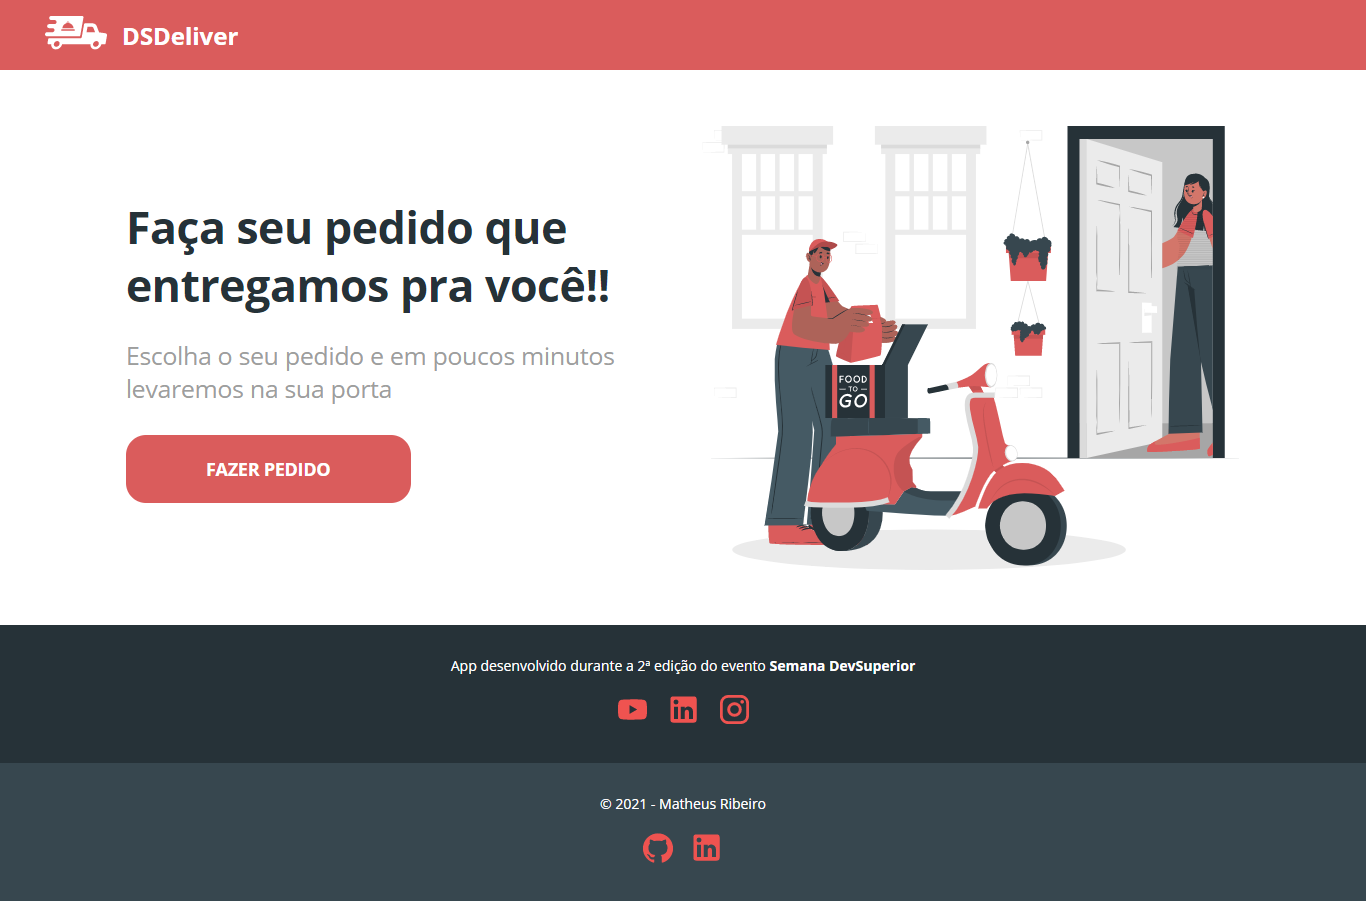 DSDeliver
Faça seu pedido que
entregamos pra você!!
Escolha o seu pedido e em poucos minutos
levaremos na sua porta
FAZER PEDIDO
FOOD
TO
GO
App desenvolvido durante a 2ª edição do evento Semana DevSuperior
© 2021 - Matheus Ribeiro